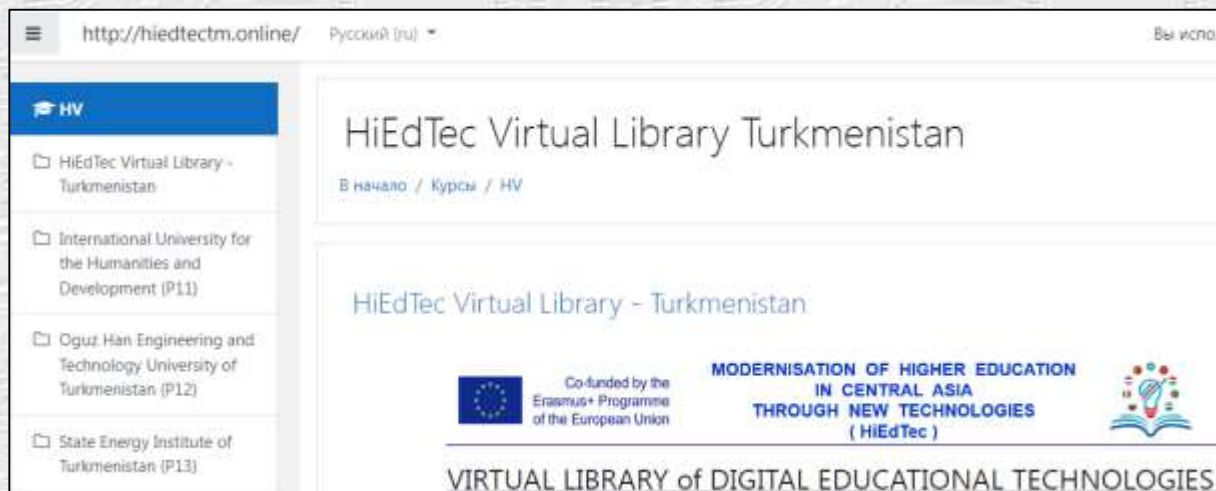 http://hiedtectm.online/ Русский (ru)
Вы испо
HV
HiEdTec Virtual Library -
Turkmenistan
International University for
the Humanities and
Development (P11)
Oguz Han Engineering and
Technology University of
Turkmenistan (P12)
State Energy Institute of
Turkmenistan (P13)
HiEdTec Virtual Library Turkmenistan
В начало / Курсы / HV
HiEdTec Virtual Library - Turkmenistan
Co-funded by the
Erasmus+ Programme
of the European Union
MODERNISATION OF HIGHER EDUCATION
IN CENTRAL ASIA
THROUGH NEW TECHNOLOGIES
( HiEdTec )
VIRTUAL LIBRARY of DIGITAL EDUCATIONAL TECHNOLOGIES